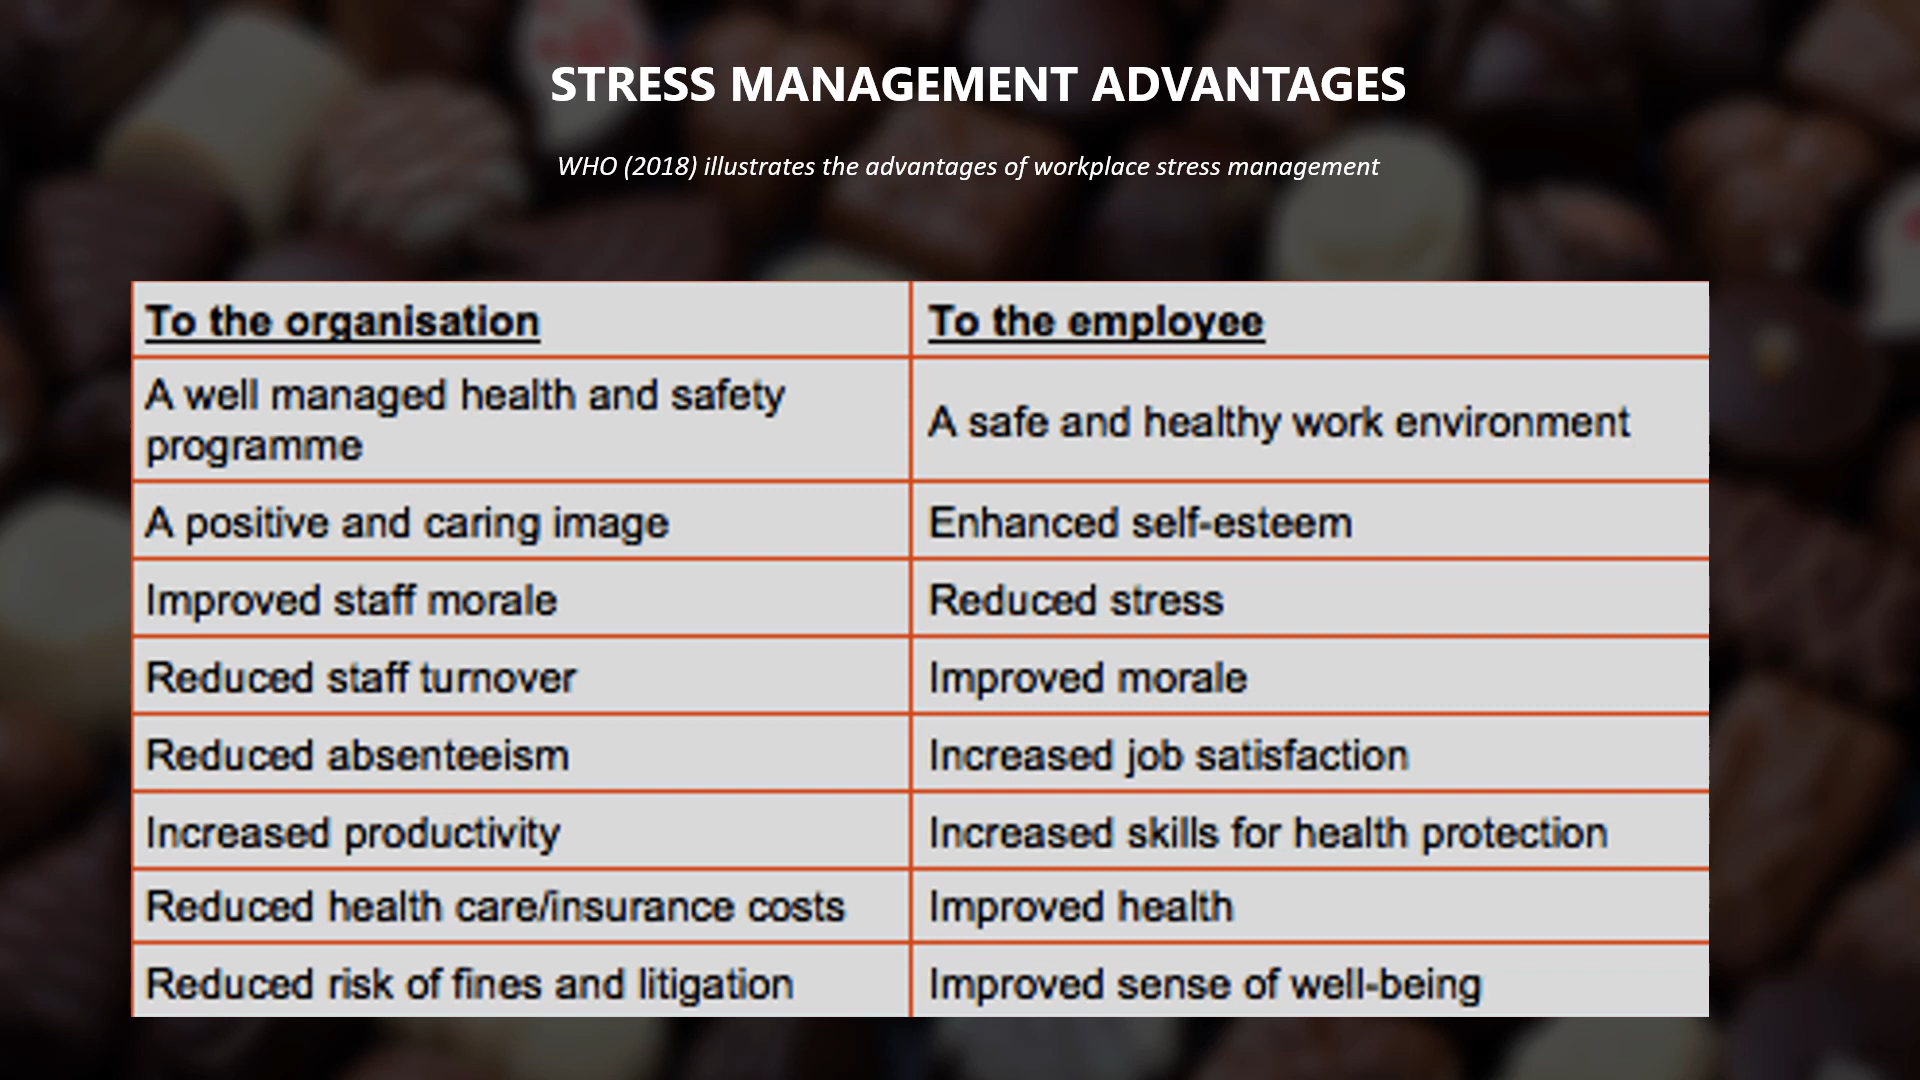 STRESS MANAGEMENT ADVANTAGES
WHO (2018) illustrates the advantages of workplace stress management
To the organisation
To the employee
A well managed health and safety
programme
A safe and healthy work environment
A positive and caring image
Enhanced self-esteem
Improved staff morale
Reduced stress
Reduced staff turnover
Improved morale
Reduced absenteeism
Increased job satisfaction
Increased productivity
Increased skills for health protection
Reduced health care/insurance costs
Improved health
Reduced risk of fines and litigation
Improved sense of well-being